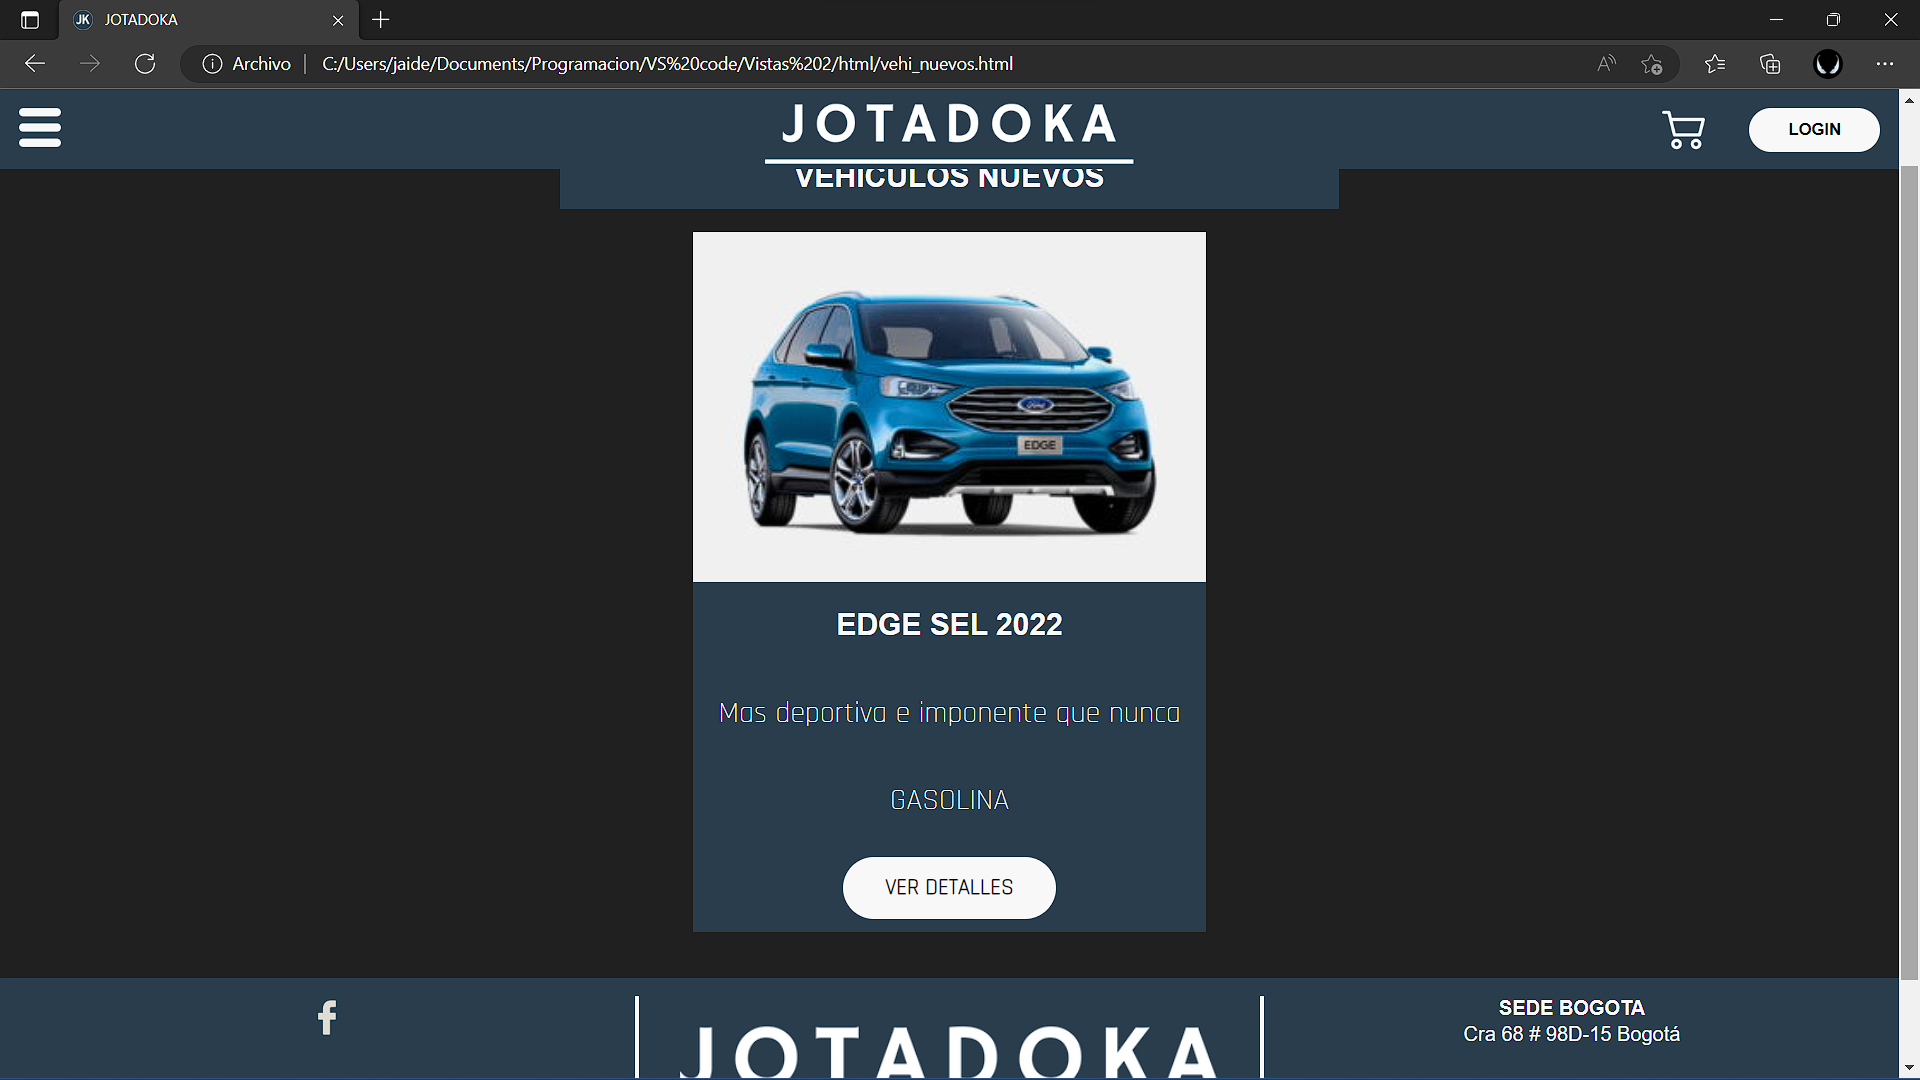 JK JOTADOKA
Archivo C:/Users/jaide/Documents/Programacion/VS%20code/Vistas%202/html/vehi_nuevos.html
JOTADOKA
LOGIN
VEHICULOS NUEVOS
Ford
EDGE
EDGE SEL 2022
Mas deportiva e imponente que nunca
GASOLINA
VER DETALLES
f
JOTADOKA
SEDE BOGOTA
Cra 68 # 98D-15 Bogotá